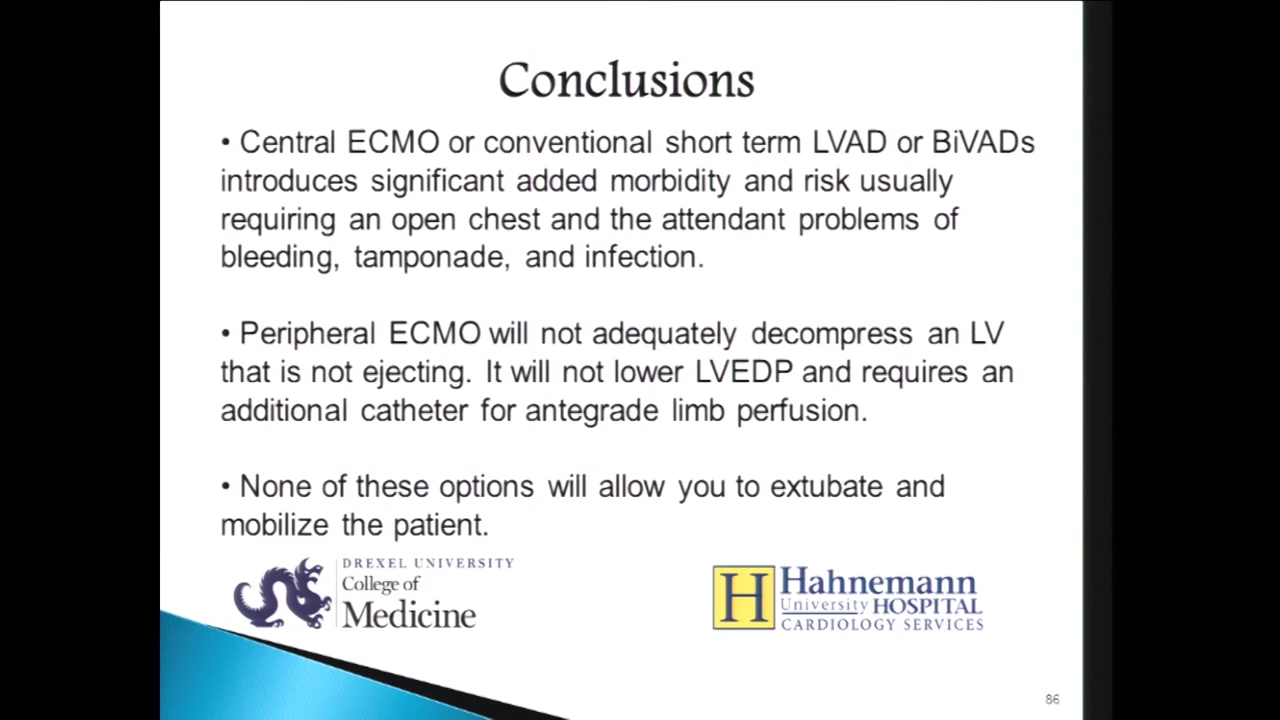 Conclusions
• Central ECMO or conventional short term LVAD or BiVADs
introduces significant added morbidity and risk usually
requiring an open chest and the attendant problems of
bleeding, tamponade, and infection.
• Peripheral ECMO will not adequately decompress an LV
that is not ejecting. It will not lower LVEDP and requires an
additional catheter for antegrade limb perfusion.
• None of these options will allow you to extubate and
mobilize the patient.
DREXEL UNIVERSITY
College of
Medicine
H
Hahnemann
University HOSPITAL
CARDIOLOGY SERVICES
86